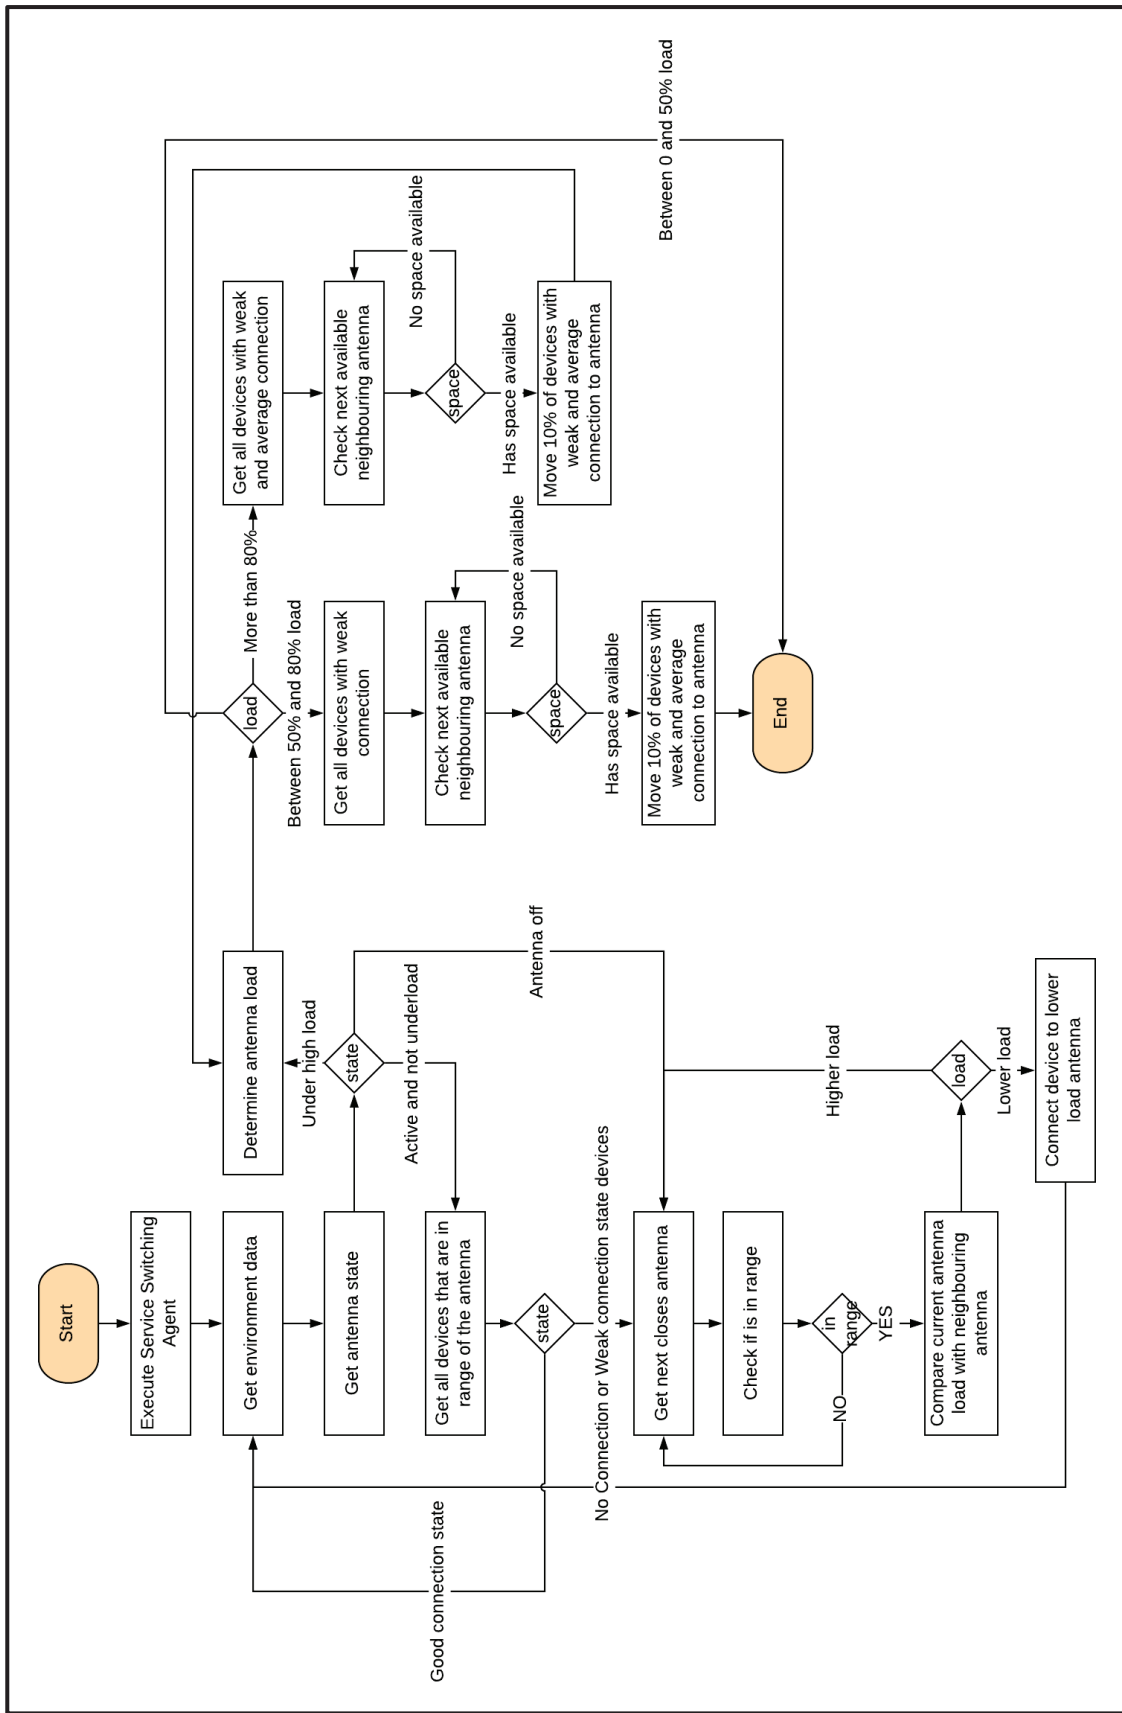 Start
Execute Service Switching
Agent
Get environment data
Get antenna state
state
Under high load
Active and not underload
Antenna off
Get all devices that are in
range of the antenna
state
Good connection state
No Connection or Weak connection state devices
Get next closes antenna
Check if is in range
in
range
NO
YES
Compare current antenna
load with neighbouring
antenna
load
Higher load
Lower load
Connect device to lower
load antenna
Determine antenna load
load
More than 80%
Between 50% and 80% load
Between 0 and 50% load
Get all devices with weak
connection
Check next available
neighbouring antenna
space
No space available
Has space available
Move 10% of devices with
weak and average
connection to antenna
Get all devices with weak
and average connection
Check next available
neighbouring antenna
space
No space available
Has space available
Move 10% of devices with
weak and average
connection to antenna
End